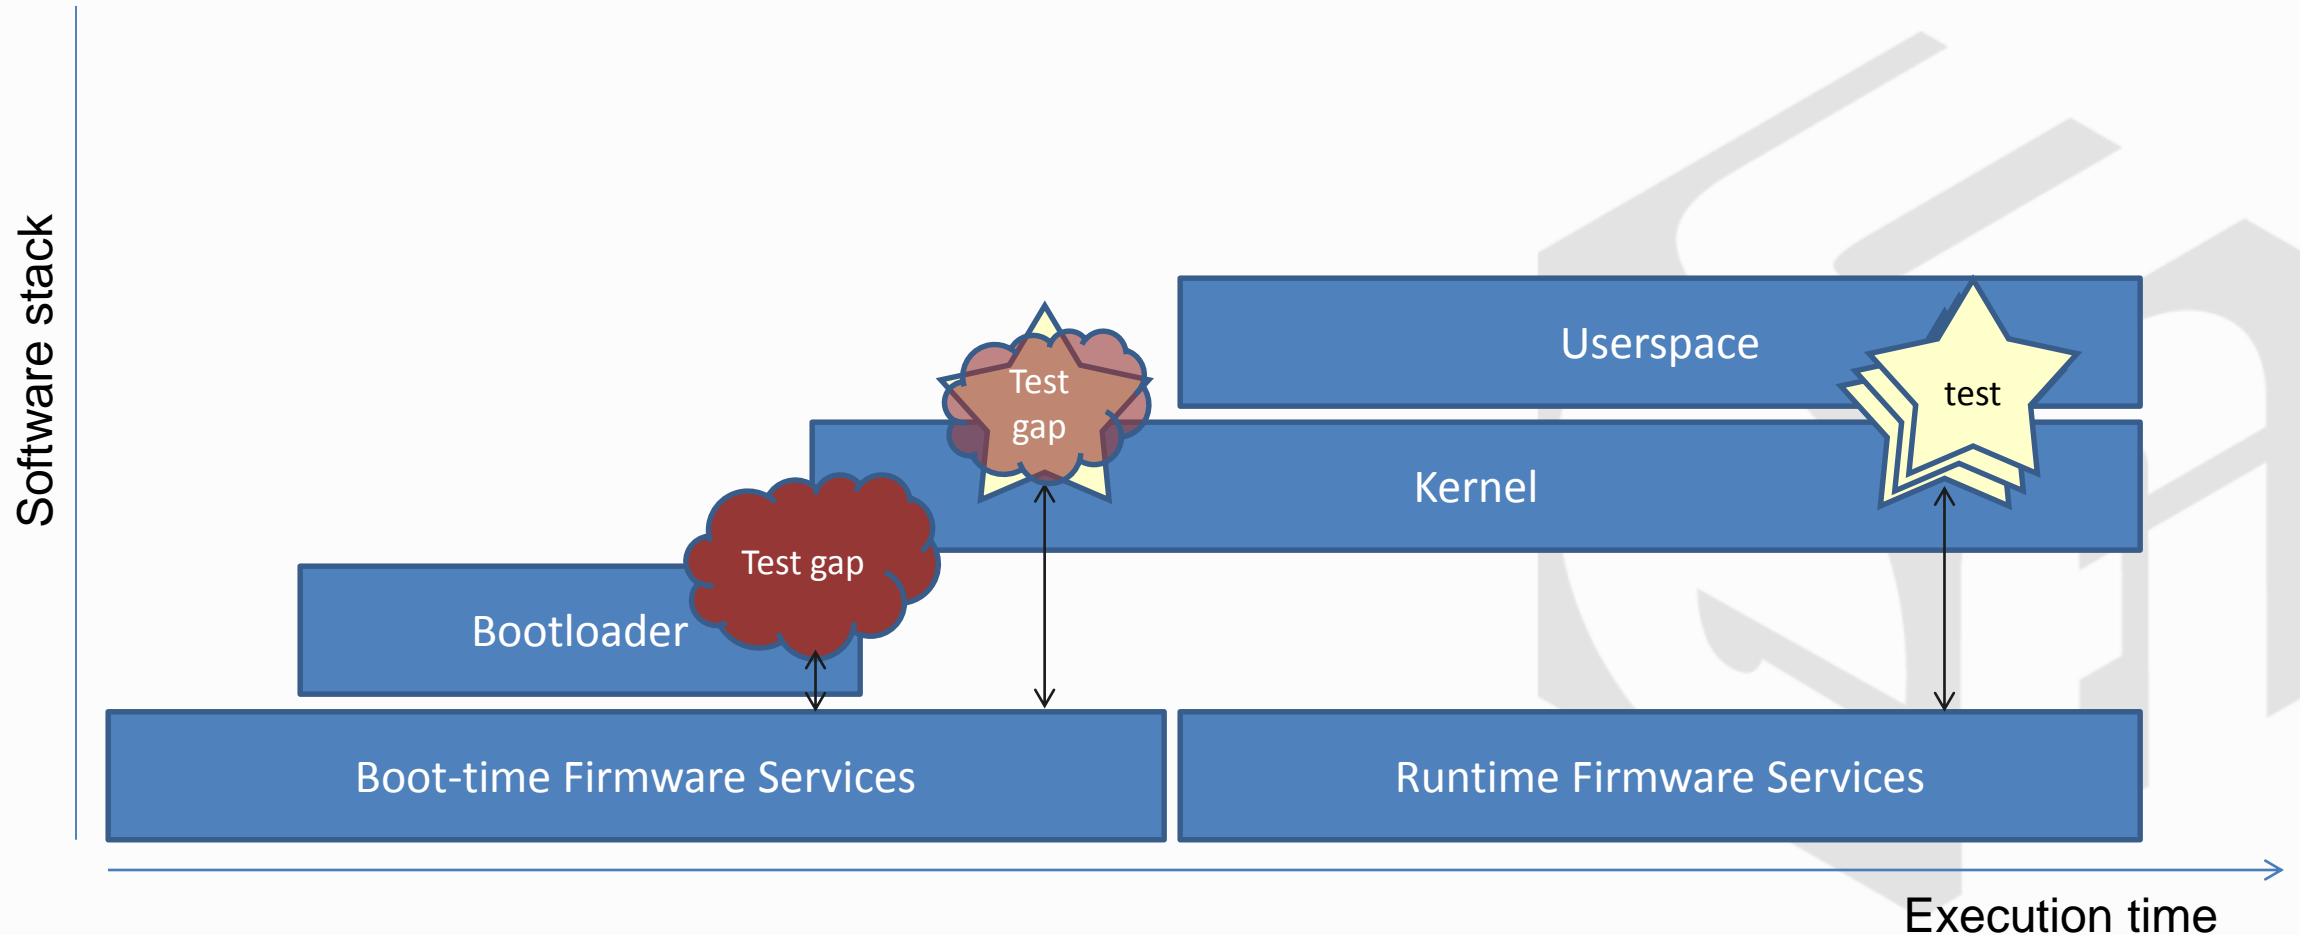 Software stack
Userspace
test
Test
gap
Kernel
Test gap
Bootloader
Boot-time Firmware Services
Runtime Firmware Services
Execution time